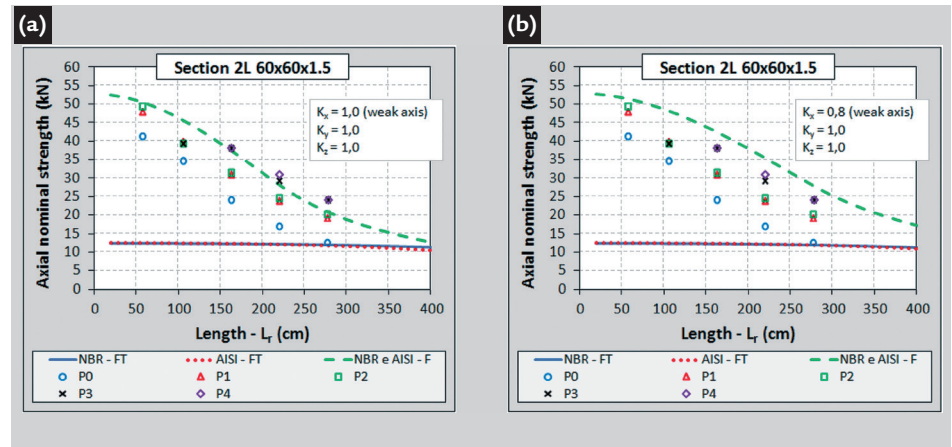 (a)
Section 2L 60x60x1.5
Axial nominal strength (kN)
60
55
50
45
40
35
30
25
20
15
10
5
0
Kx = 1,0 (weak axis)
Ky = 1,0
Kz = 1,0
0 50 100 150 200 250 300 350 400
Length - Lr (cm)
NBR - FT AISI - FT NBR e AISI - F
P0 P1 P2
P3 P4
(b)
Section 2L 60x60x1.5
Axial nominal strength (kN)
60
55
50
45
40
35
30
25
20
15
10
5
0
Kx = 0,8 (weak axis)
Ky = 1,0
Kz = 1,0
0 50 100 150 200 250 300 350 400
Length - Lr (cm)
NBR - FT AISI - FT NBR e AISI - F
P0 P1 P2
P3 P4